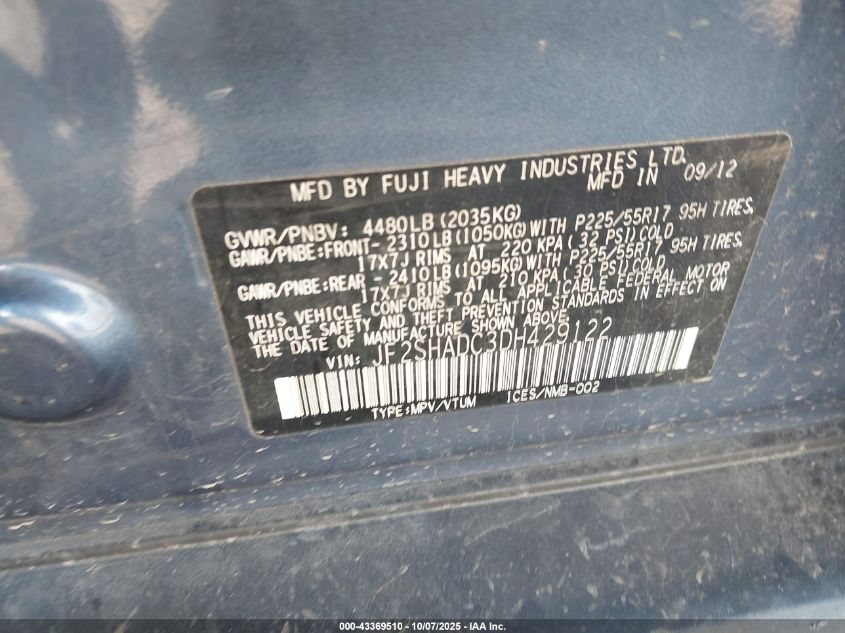 MFD BY FUJI HEAVY INDUSTRIES LTD.
MFD IN 09/12
GVWR/PNBV: 4480LB(2035KG)
GAWR/PNBE:FRONT-2310LB(1050KG)WITH P225/55R17 95H TIRES,
17X7J RIMS AT 220 KPA(32 PSI)COLD
GAWR/PNBE:REAR -2410LB(1095KG)WITH P225/55R17 95H TIRES,
17X7J RIMS AT 210 KPA(30 PSI)COLD
THIS VEHICLE CONFORMS TO ALL APPLICABLE FEDERAL MOTOR
VEHICLE SAFETY AND THEFT PREVENTION STANDARDS IN EFFECT ON
THE DATE OF MANUFACTURE SHOWN ABOVE.
VIN: JF2SHADC3DH429122
TYPE:MPV/VTUM ICES/NMB-002
000-43369510 - 10/07/2025 - IAA Inc.